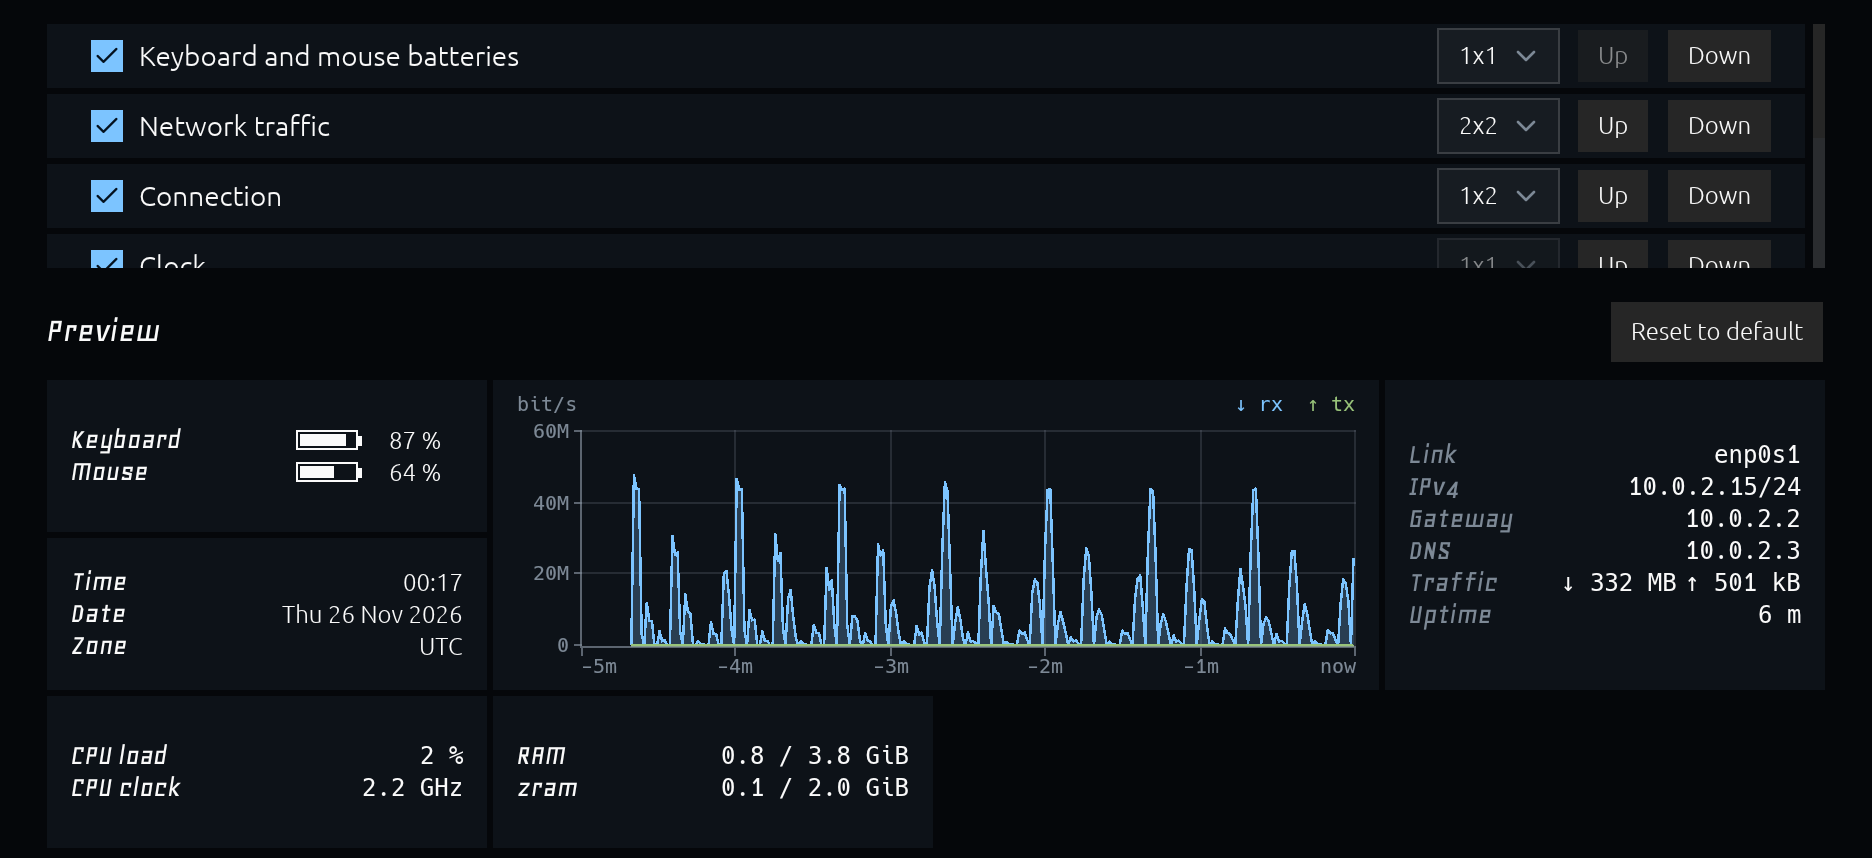 Keyboard and mouse batteries 1x1 Up Down
Network traffic 2x2 Up Down
Connection 1x2 Up Down
Clock 1x1 Up Down
Preview Reset to default
Keyboard 87 %
Mouse 64 %
bit/s ↓ rx ↑ tx
60M
40M
20M
0
-5m -4m -3m -2m -1m now
Link enp0s1
IPv4 10.0.2.15/24
Gateway 10.0.2.2
DNS 10.0.2.3
Traffic ↓ 332 MB ↑ 501 kB
Uptime 6 m
Time 00:17
Date Thu 26 Nov 2026
Zone UTC
CPU load 2 %
CPU clock 2.2 GHz
RAM 0.8 / 3.8 GiB
zram 0.1 / 2.0 GiB